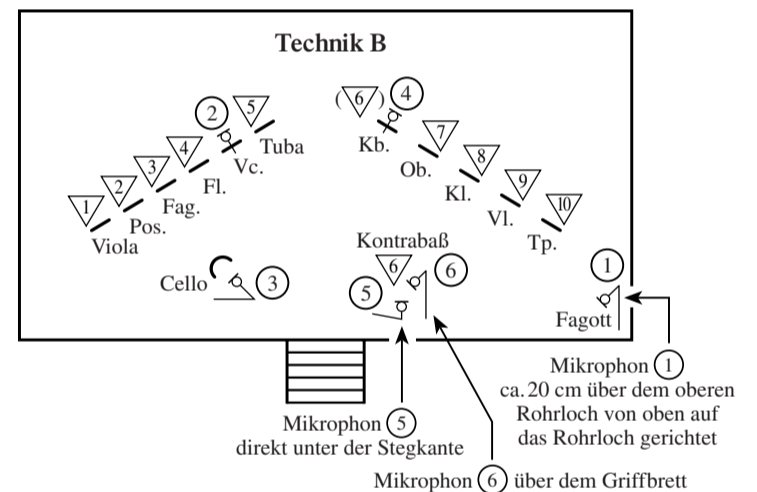 Technik B
2
5
(6)
4
1
2
3
4
Tuba
Vc.
Fl.
Fag.
Pos.
Viola
Kb.
7
8
9
10
Ob.
Kl.
Vl.
Tp.
Cello
3
Kontrabaß
6
5
6
1
Fagott
Mikrophon 5
direkt unter der Stegkante
Mikrophon 1
ca. 20 cm über dem oberen
Rohrloch von oben auf
das Rohrloch gerichtet
Mikrophon 6 über dem Griffbrett